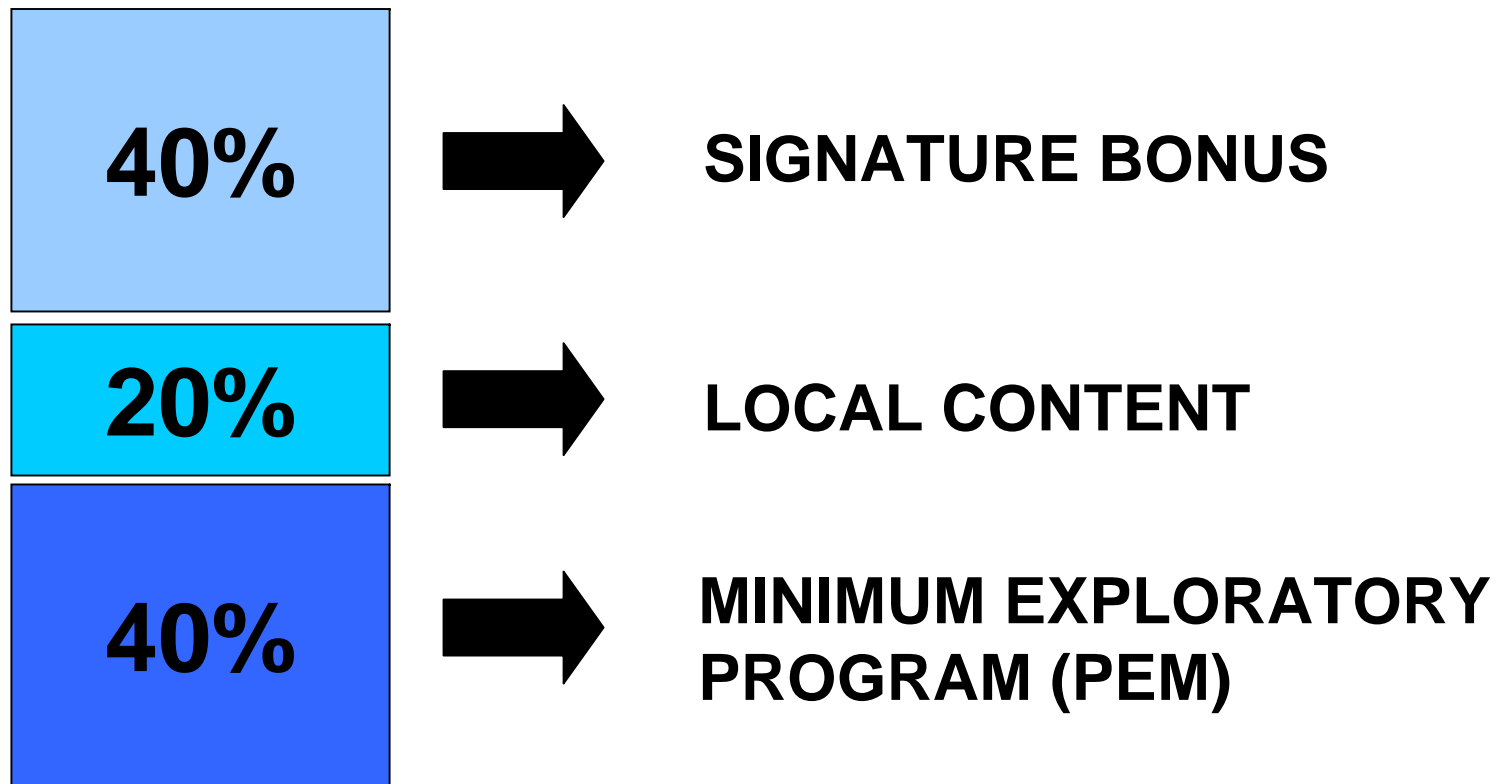 40%
SIGNATURE BONUS
20%
LOCAL CONTENT
40%
MINIMUM EXPLORATORY
PROGRAM (PEM)